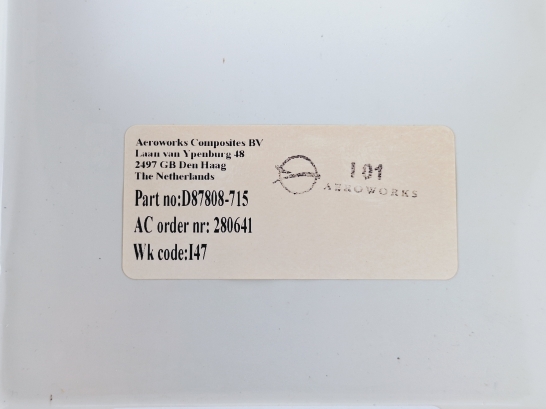 Aeroworks Composites BV
Laan van Ypenburg 48
2497 GB Den Haag
The Netherlands
Part no:D87808-715
AC order nr: 280641
Wk code:I47
I 01
AEROWORKS